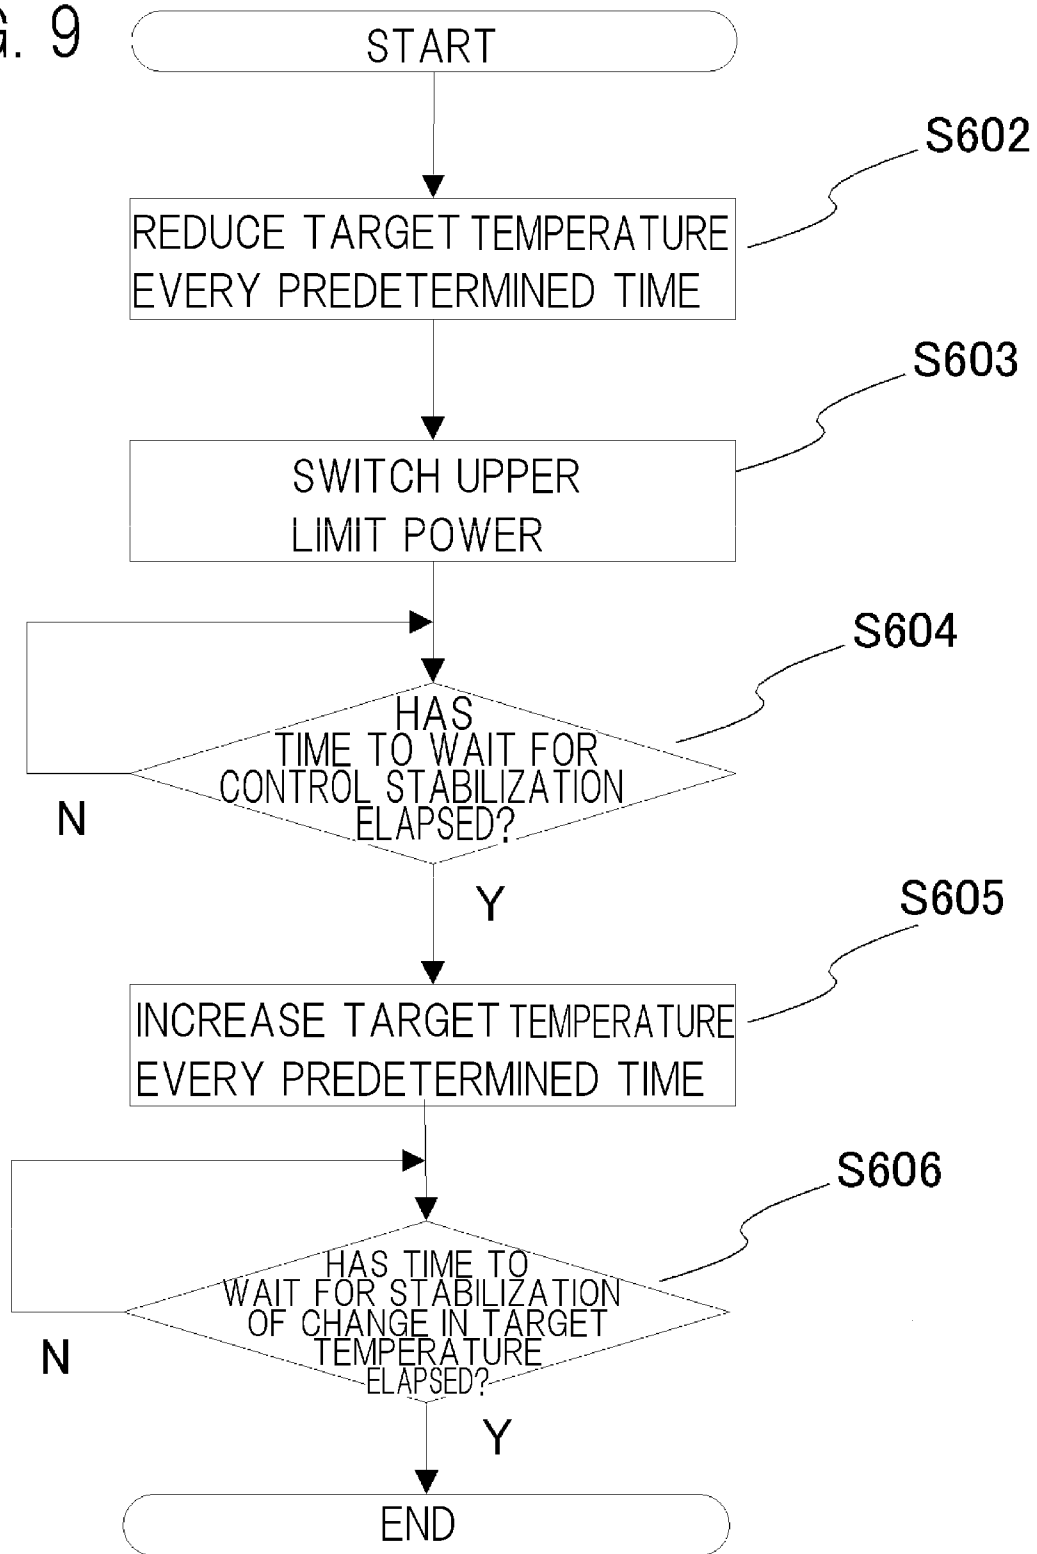 G. 9
START
S602
REDUCE TARGET TEMPERATURE
EVERY PREDETERMINED TIME
S603
SWITCH UPPER
LIMIT POWER
S604
HAS
TIME TO WAIT FOR
CONTROL STABILIZATION
ELAPSED?
N
Y
S605
INCREASE TARGET TEMPERATURE
EVERY PREDETERMINED TIME
S606
HAS TIME TO
WAIT FOR STABILIZATION
OF CHANGE IN TARGET
TEMPERATURE
ELAPSED?
N
Y
END